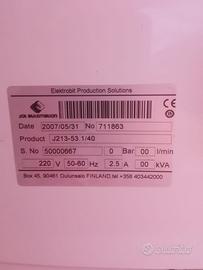 Elektrobit Production Solutions
JOT AUTOMATION
Date 2007/05/31 No 711863
Product J213-53.1/40
S. No 50000667 0 Bar 00 l/min
220 V 50-60 Hz 2.5 A 00 kVA
Box 45, 90461 Oulunsalo FINLAND,tel +358 403442000
subito